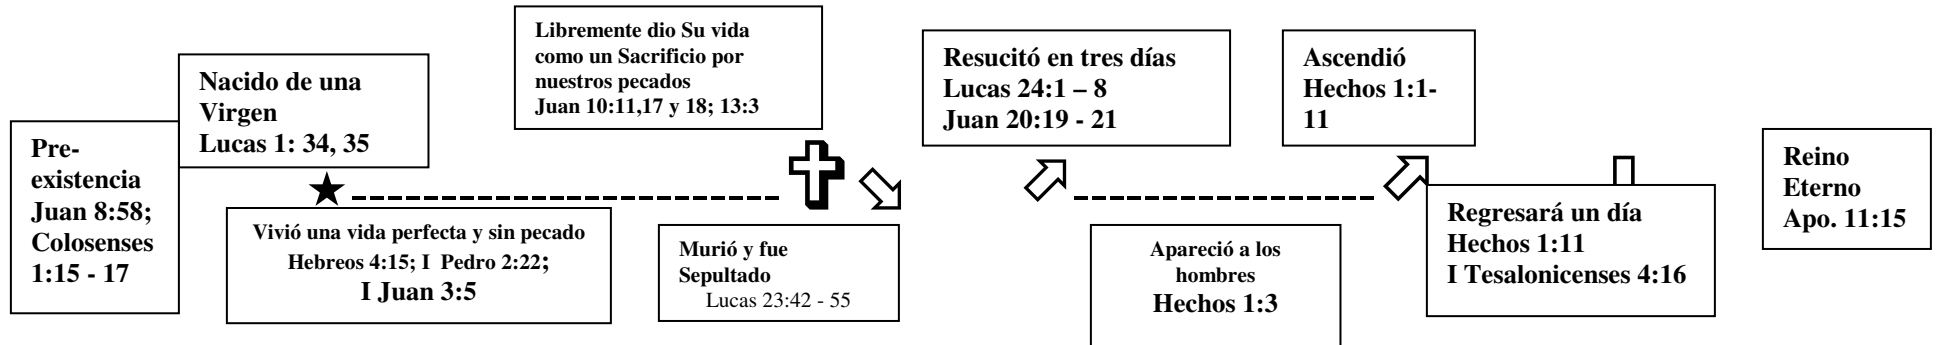 Pre-
existencia
Juan 8:58;
Colosenses
1:15 - 17
Nacido de una
Virgen
Lucas 1: 34, 35
Vivió una vida perfecta y sin pecado
Hebreos 4:15; I Pedro 2:22;
I Juan 3:5
Libremente dio Su vida
como un Sacrificio por
nuestros pecados
Juan 10:11,17 y 18; 13:3
Murió y fue
Sepultado
Lucas 23:42 - 55
Resucitó en tres días
Lucas 24:1 – 8
Juan 20:19 - 21
Apareció a los
hombres
Hechos 1:3
Ascendió
Hechos 1:1-
11
Regresará un día
Hechos 1:11
I Tesalonicenses 4:16
Reino
Eterno
Apo. 11:15